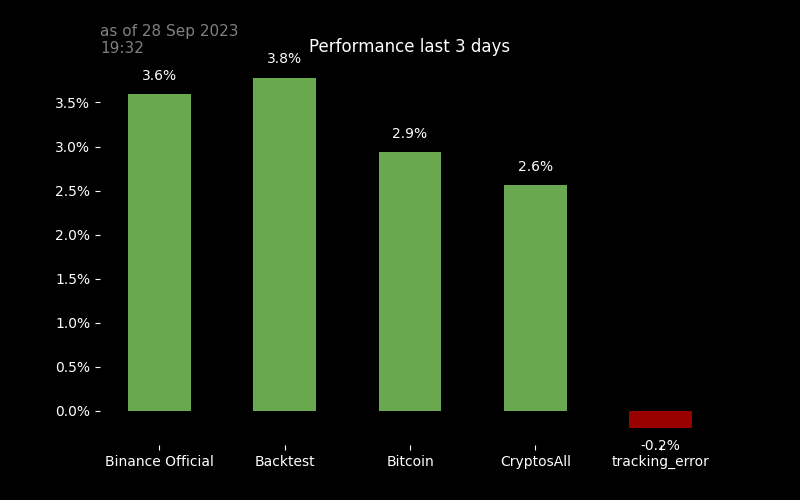 as of 28 Sep 2023
19:32
Performance last 3 days
3.6%
3.8%
2.9%
2.6%
-0.2%
3.5%
3.0%
2.5%
2.0%
1.5%
1.0%
0.5%
0.0%
Binance Official
Backtest
Bitcoin
CryptosAll
tracking_error